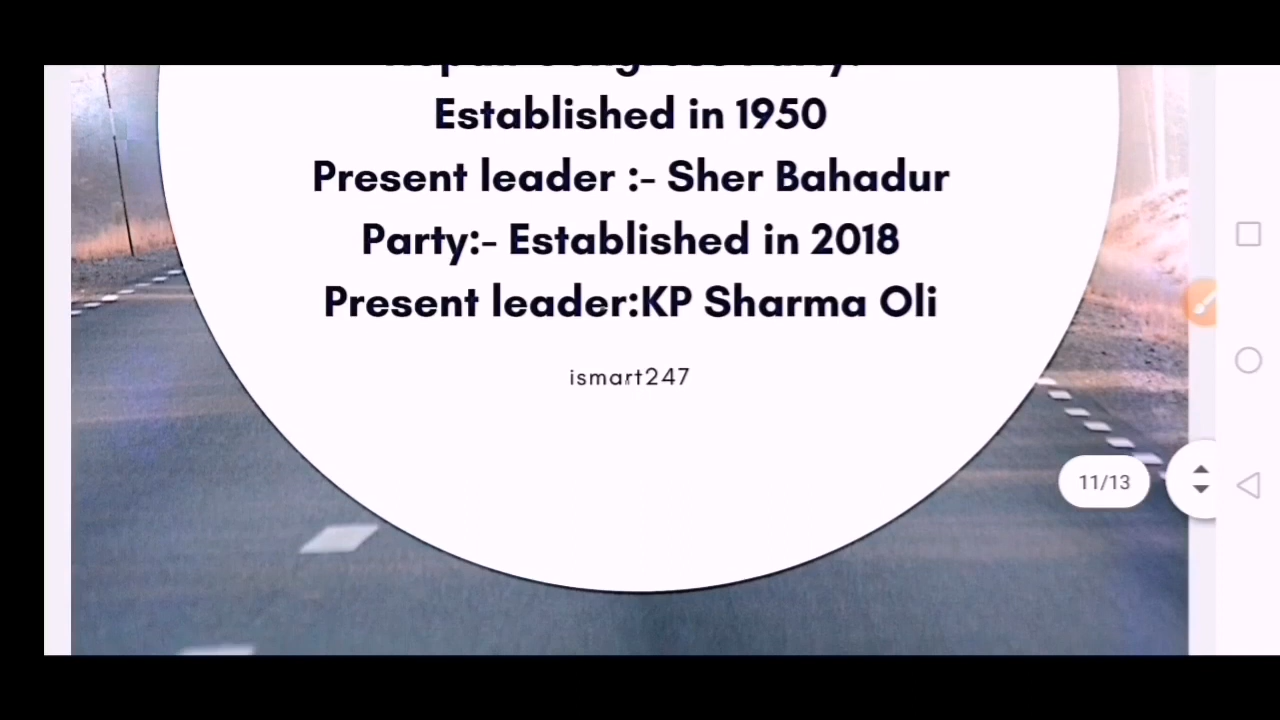 Established in 1950
Present leader :- Sher Bahadur
Party:- Established in 2018
Present leader:KP Sharma Oli
ismart247
11/13